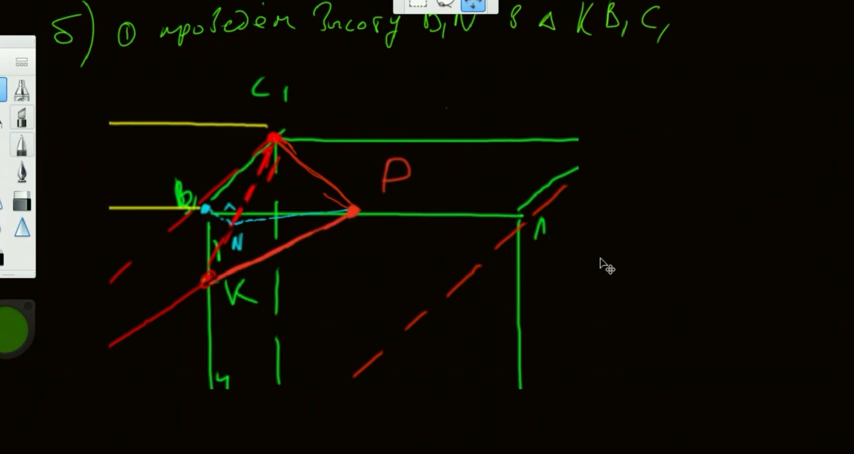 б) ① проведём высоту B₁N в △ KB₁C₁
C₁
P
B₁
N
K